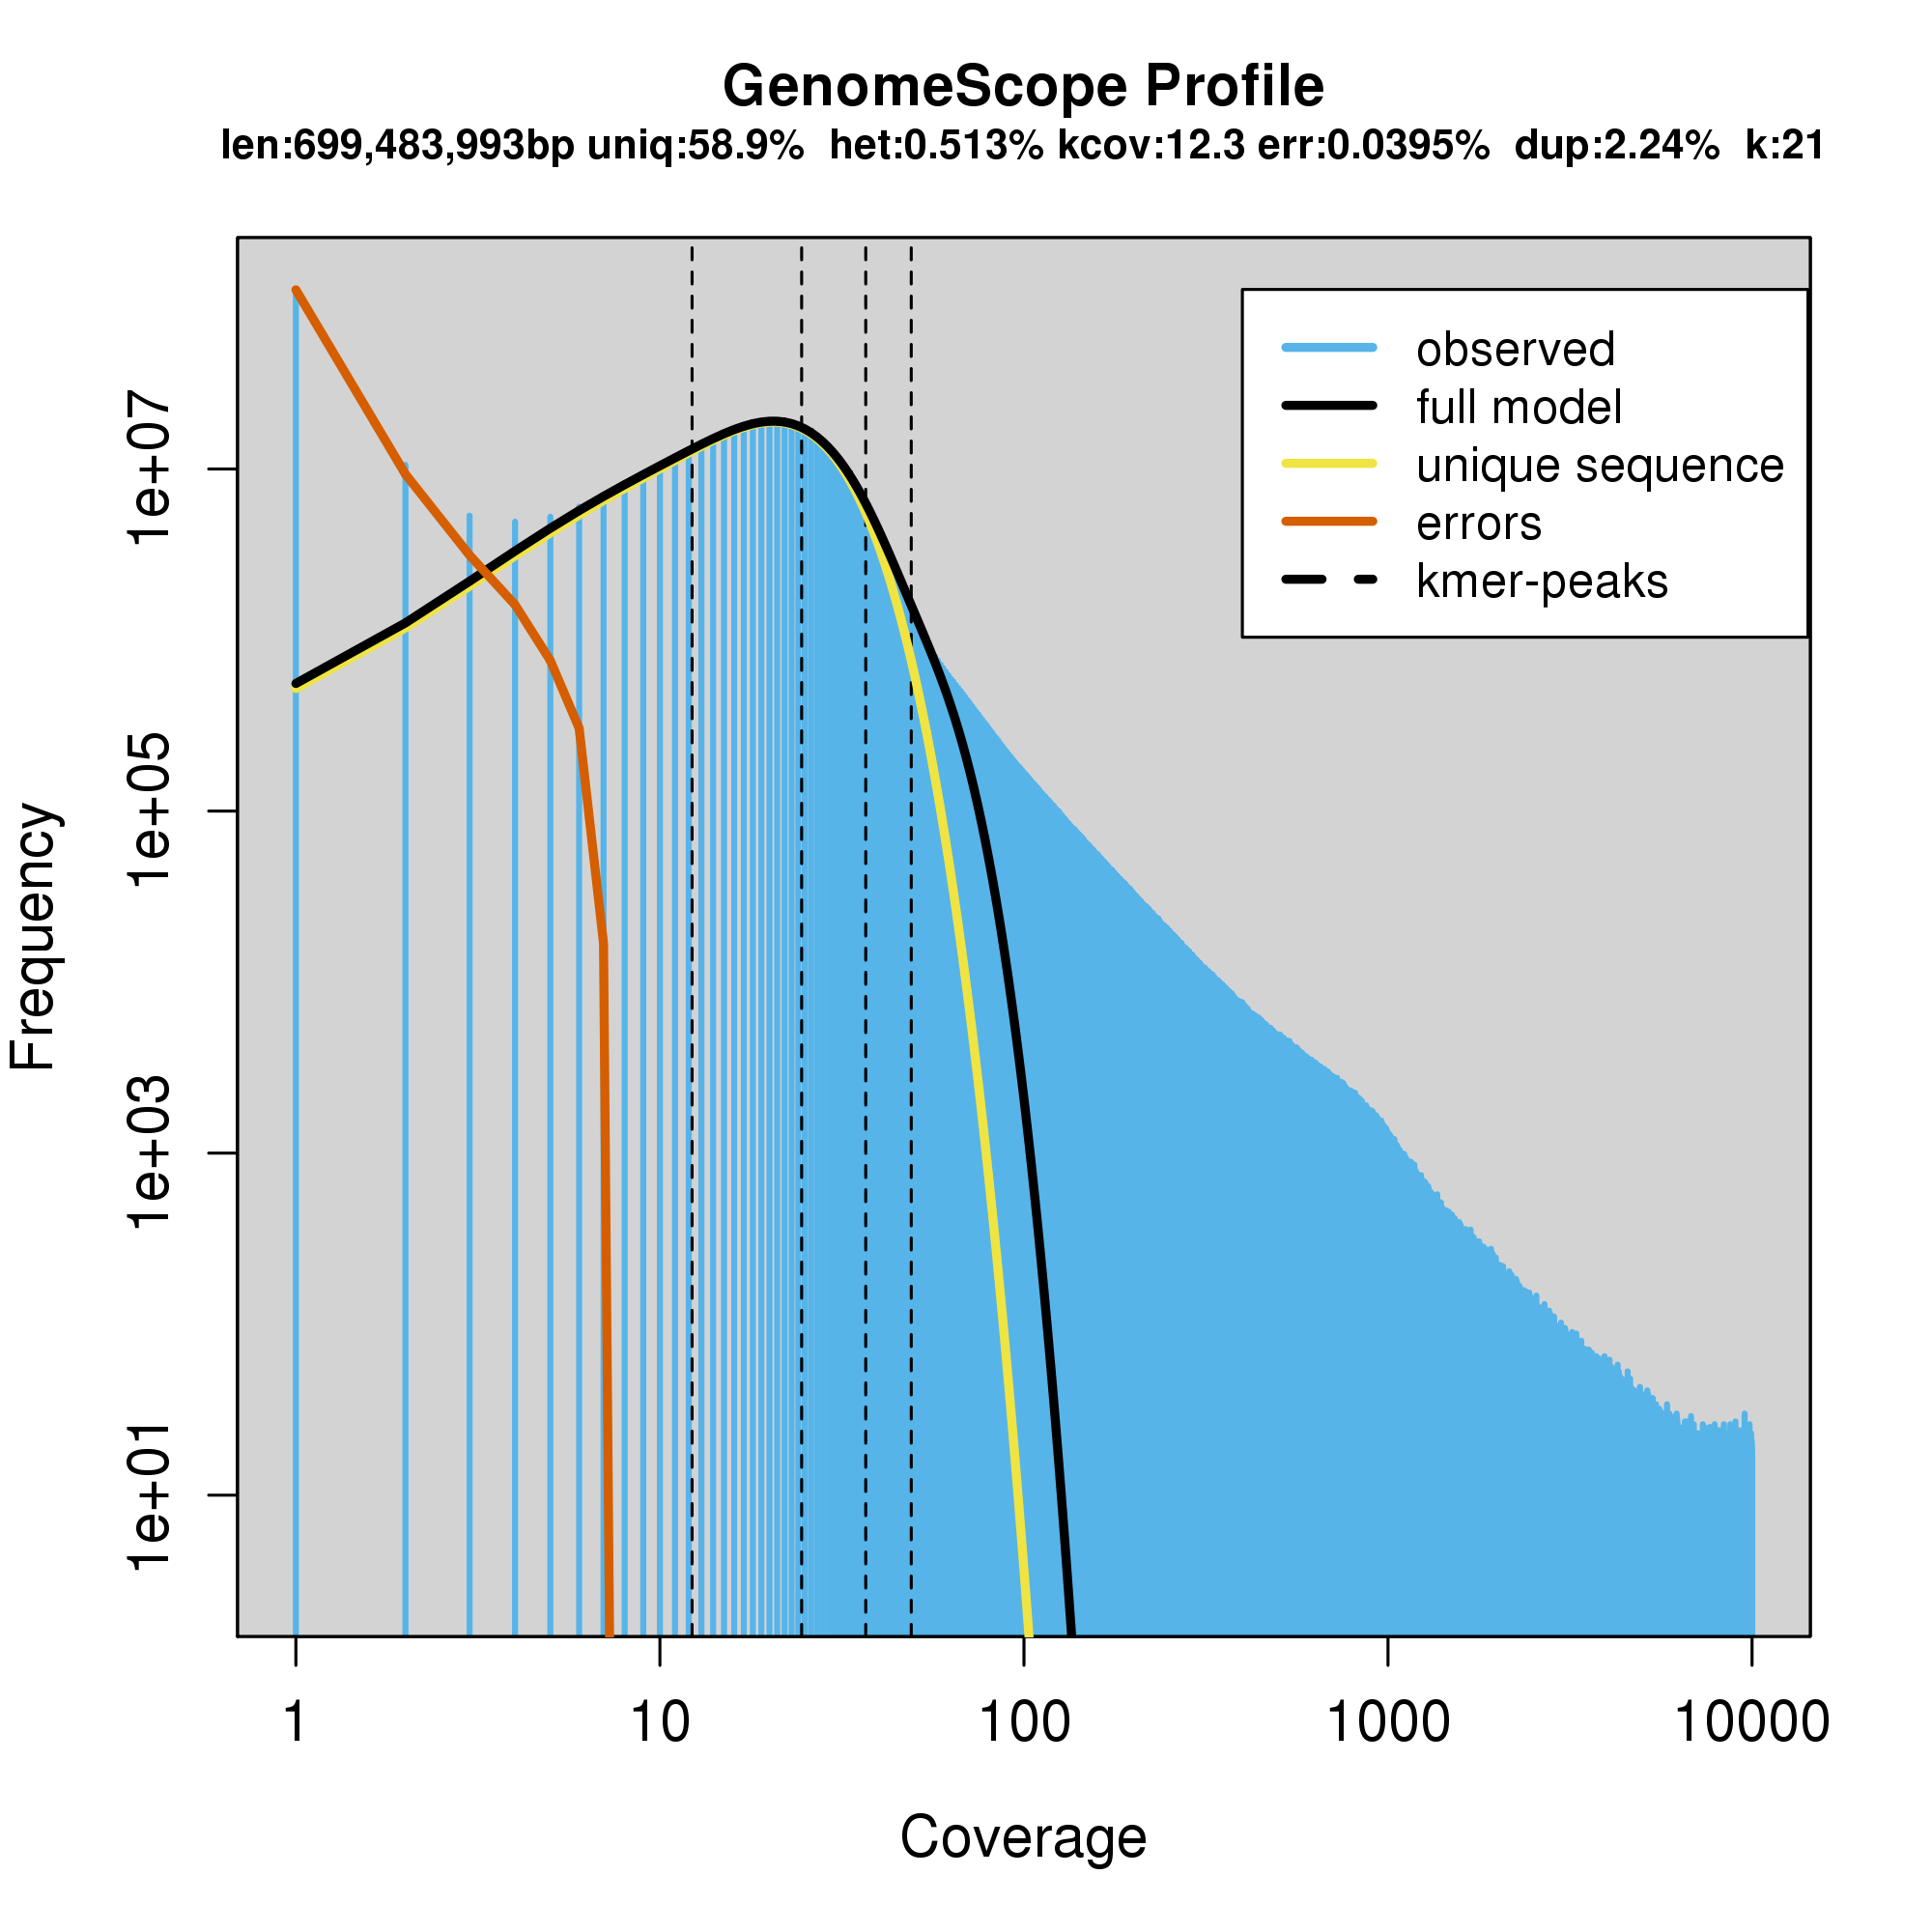 GenomeScope Profile
len:699,483,993bp uniq:58.9% het:0.513% kcov:12.3 err:0.0395% dup:2.24% k:21
observed
full model
unique sequence
errors
kmer-peaks
Frequency
1e+07
1e+05
1e+03
1e+01
1 10 100 1000 10000
Coverage